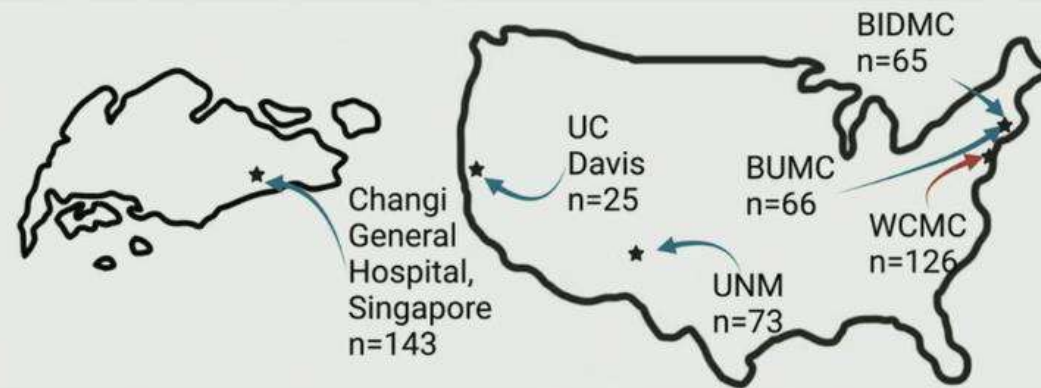 BIDMC
n=65
UC
Davis
n=25
BUMC
n=66
WCMC
n=126
Changi
General
Hospital,
Singapore
n=143
UNM
n=73